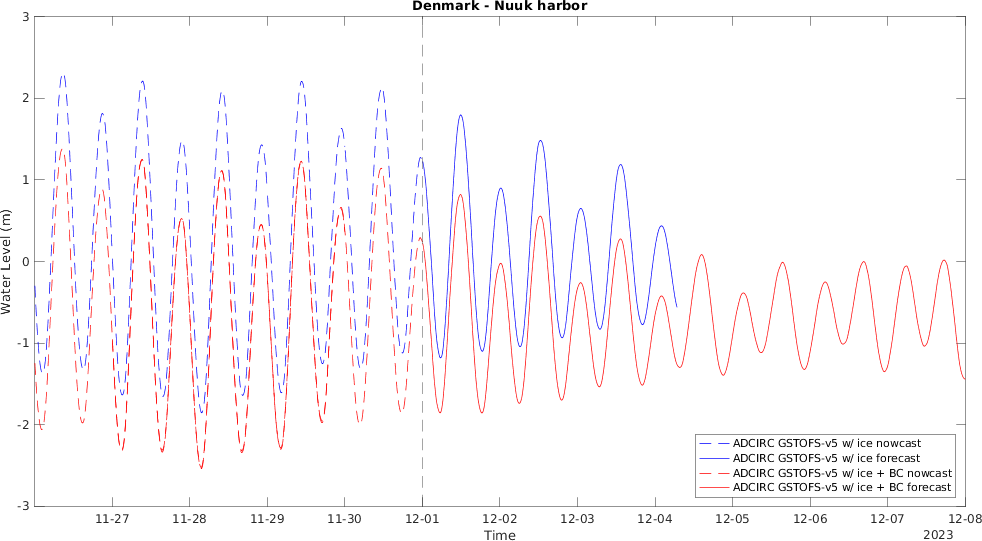 Denmark - Nuuk harbor
3
2
1
0
-1
-2
-3
Water Level (m)
ADCIRC GSTOFS-v5 w/ ice nowcast
ADCIRC GSTOFS-v5 w/ ice forecast
ADCIRC GSTOFS-v5 w/ ice + BC nowcast
ADCIRC GSTOFS-v5 w/ ice + BC forecast
11-27 11-28 11-29 11-30 12-01 12-02 12-03 12-04 12-05 12-06 12-07 12-08
Time
2023